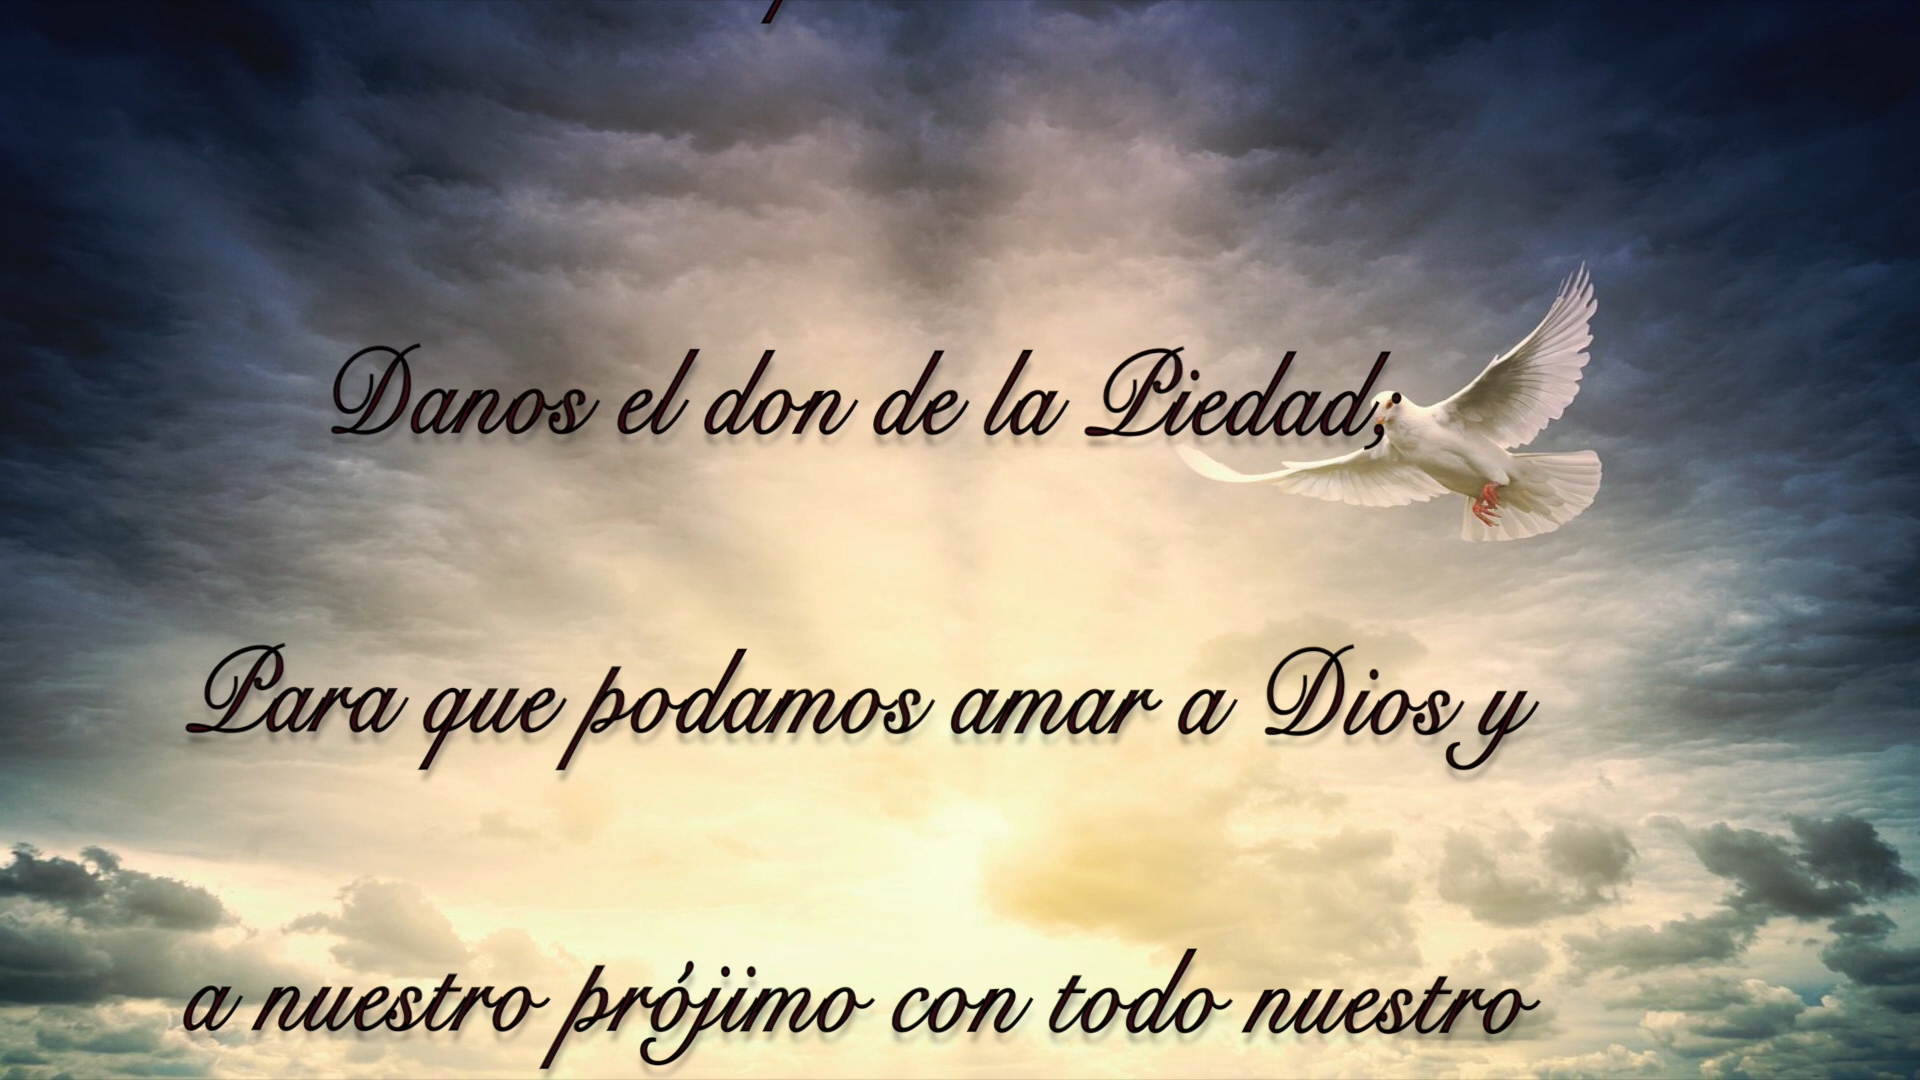 Danos el don de la Piedad;
Para que podamos amar a Dios y
a nuestro prójimo con todo nuestro